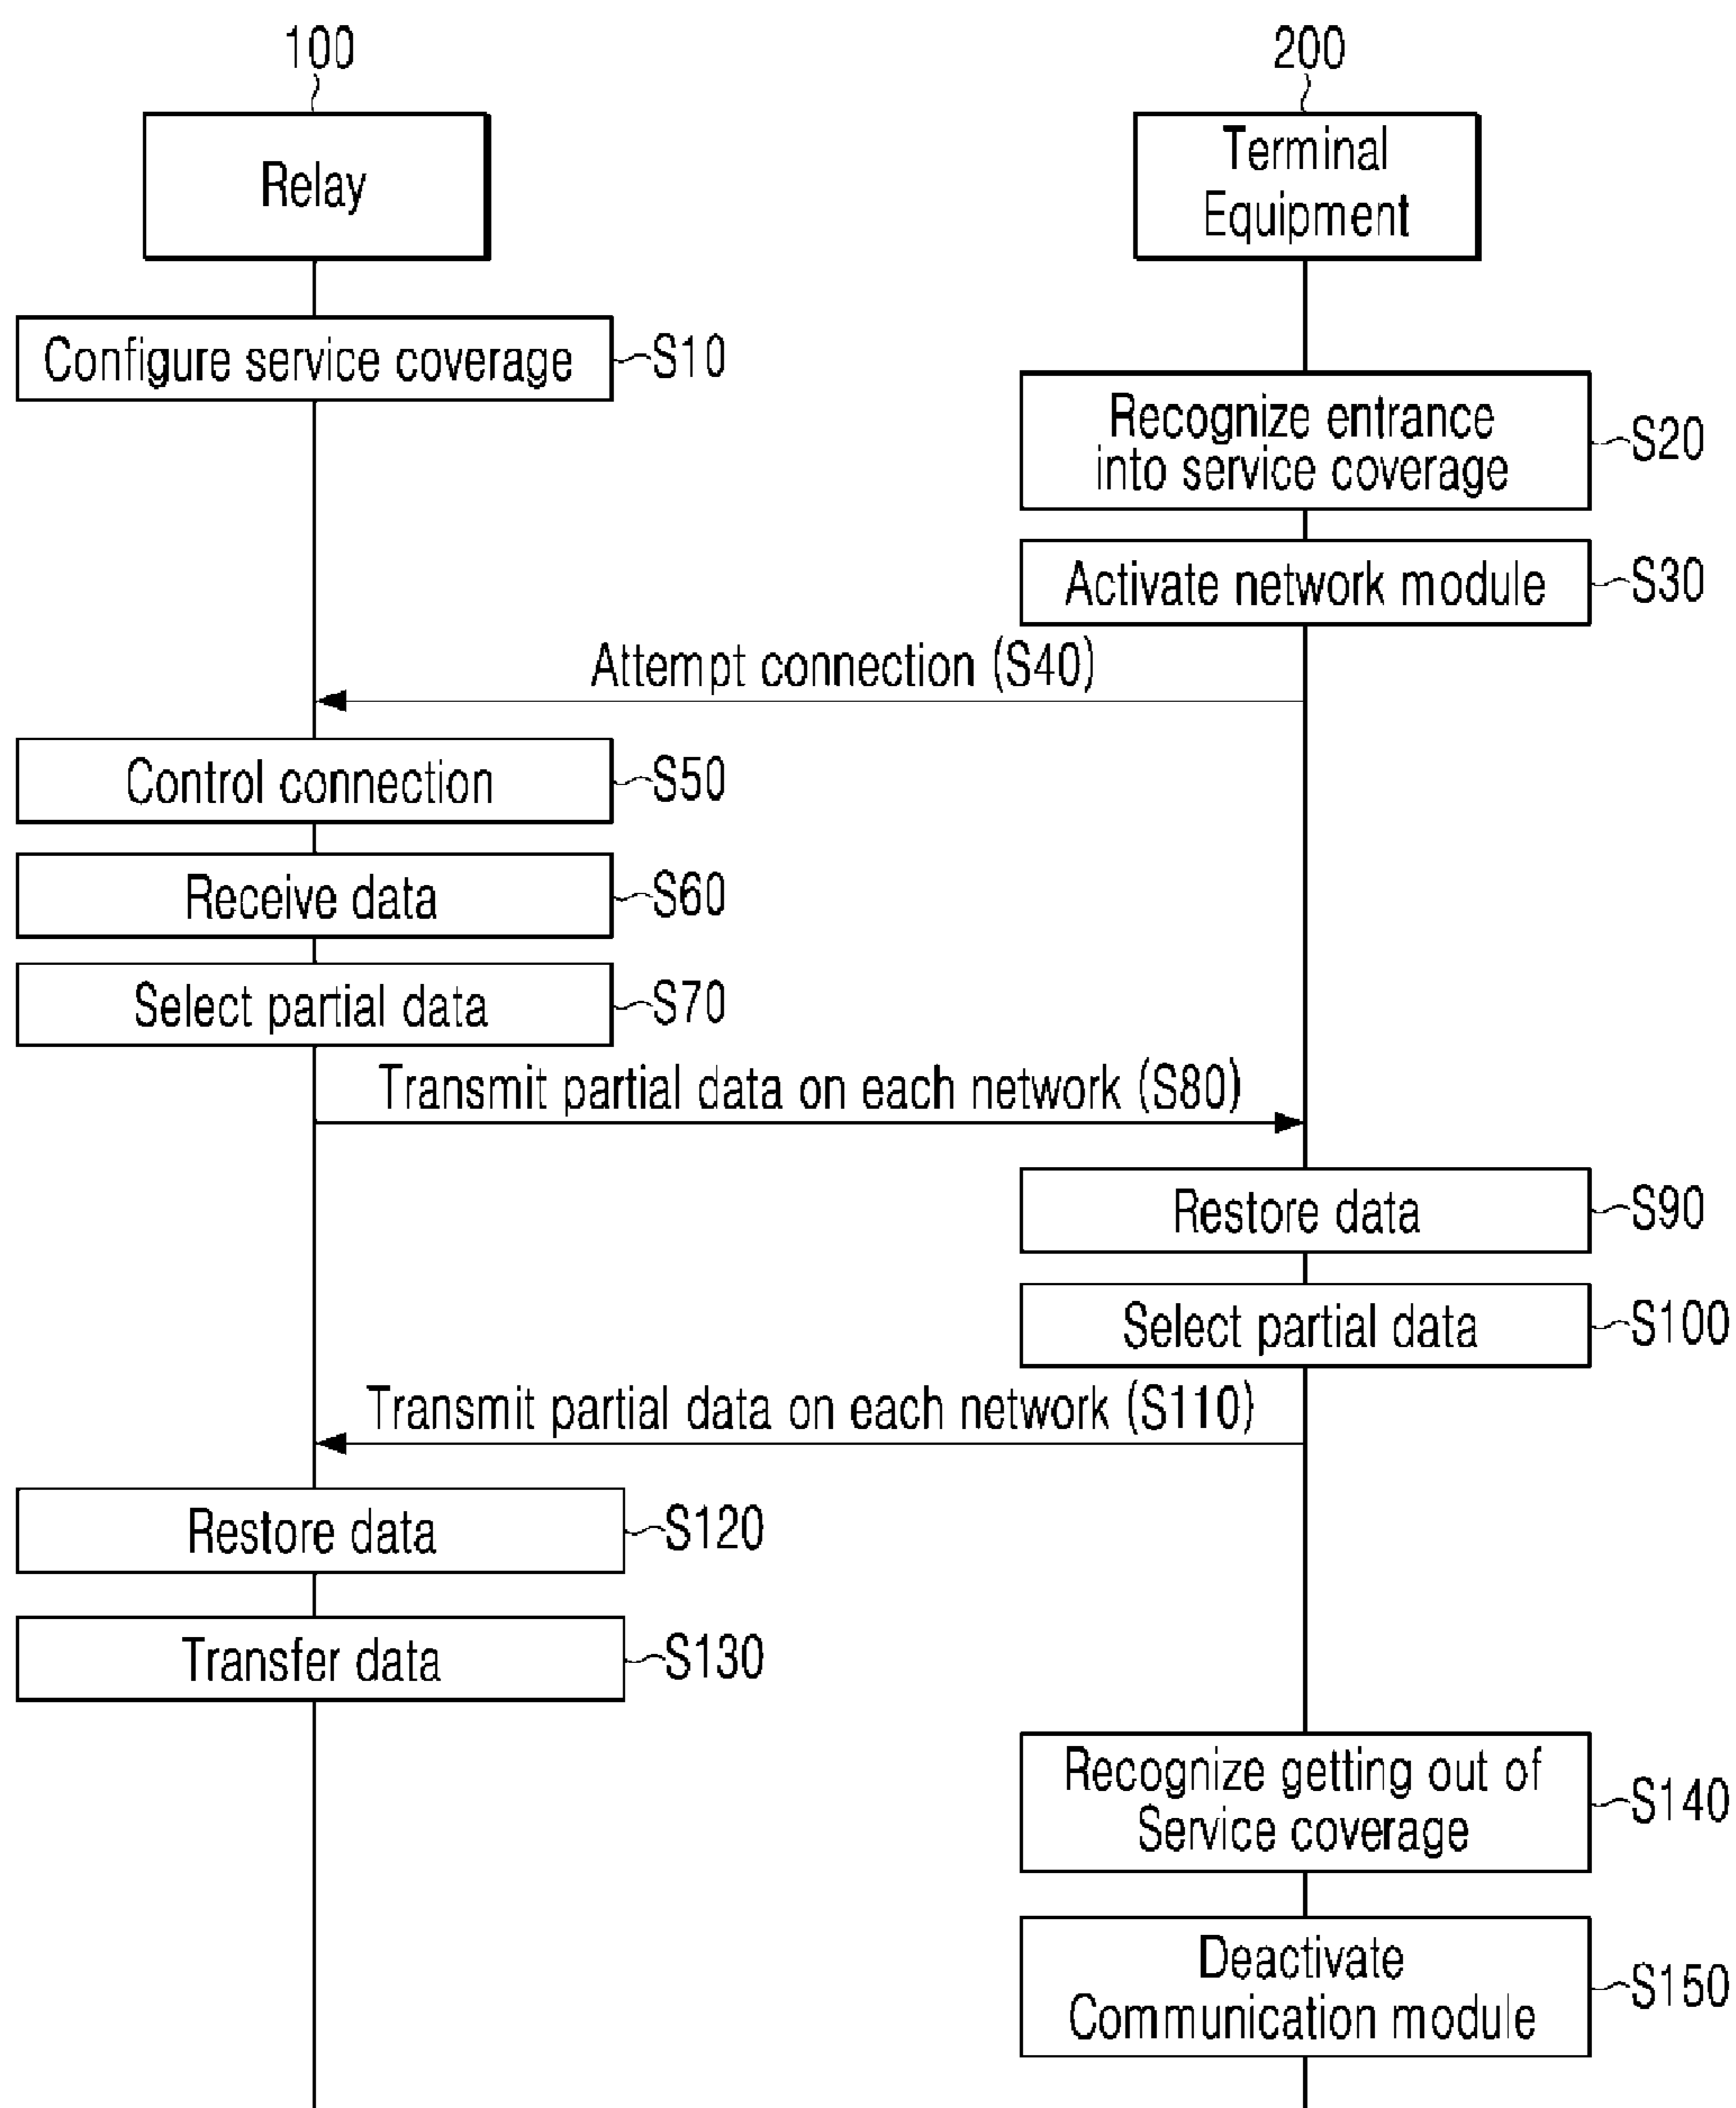 100
200
Relay
Terminal
Equipment
Configure service coverage
S10
Recognize entrance
into service coverage
S20
Activate network module
S30
Attempt connection (S40)
Control connection
S50
Receive data
S60
Select partial data
S70
Transmit partial data on each network (S80)
Restore data
S90
Select partial data
S100
Transmit partial data on each network (S110)
Restore data
S120
Transfer data
S130
Recognize getting out of
Service coverage
S140
Deactivate
Communication module
S150